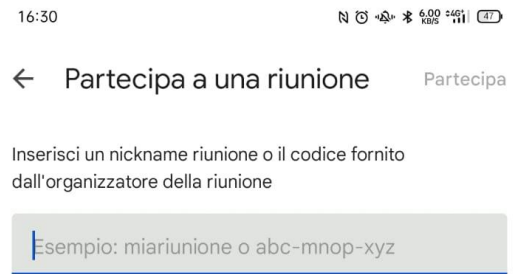 16:30 6.00 KB/S 4G 47
Partecipa a una riunione Partecipa
Inserisci un nickname riunione o il codice fornito
dall'organizzatore della riunione
Esempio: miariunione o abc-mnop-xyz